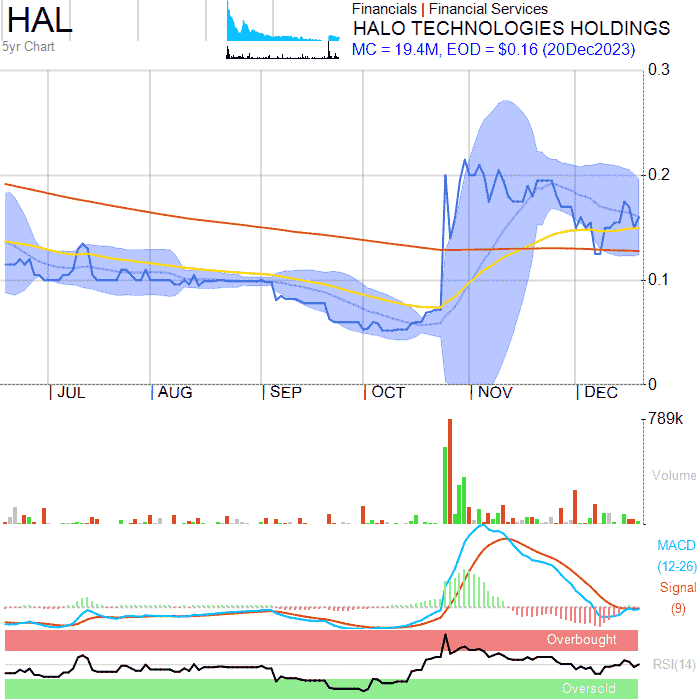 HAL
5yr Chart
Financials | Financial Services
HALO TECHNOLOGIES HOLDINGS
MC = 19.4M, EOD = $0.16 (20Dec2023)
0.3
0.2
0.1
0
JUL AUG SEP OCT NOV DEC
789k
Volume
MACD
(12-26)
Signal
(9)
Overbought
RSI(14)
Oversold